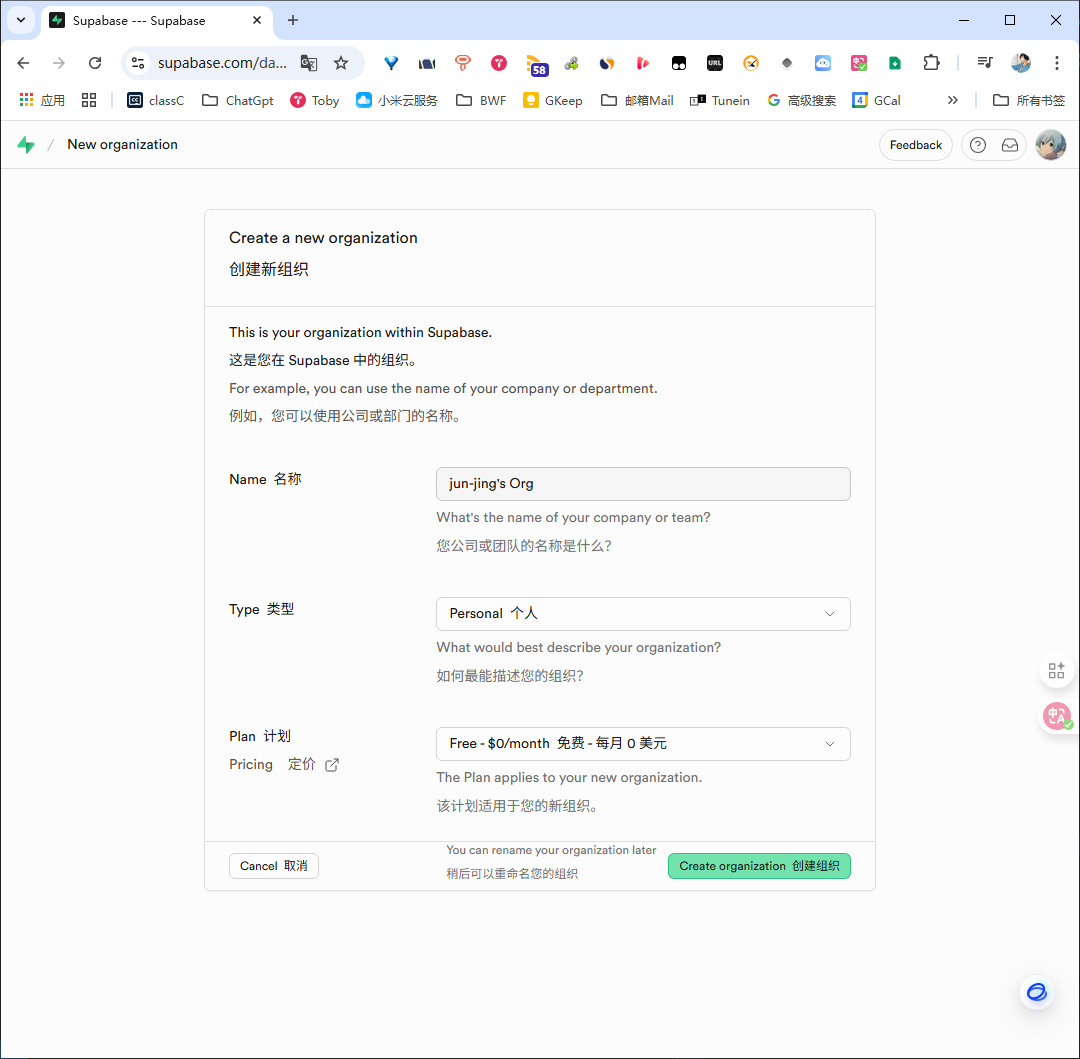 Supabase --- Supabase
supabase.com/da...
58
URL
应用
classC
ChatGpt
Toby
小米云服务
BWF
GKeep
邮箱Mail
Tunein
高级搜索
GCal
所有书签
/ New organization
Feedback
Create a new organization
创建新组织
This is your organization within Supabase.
这是您在 Supabase 中的组织。
For example, you can use the name of your company or department.
例如，您可以使用公司或部门的名称。
Name 名称
jun-jing's Org
What's the name of your company or team?
您公司或团队的名称是什么？
Type 类型
Personal 个人
What would best describe your organization?
如何最能描述您的组织？
Plan 计划
Pricing 定价
Free - $0/month 免费 - 每月 0 美元
The Plan applies to your new organization.
该计划适用于您的新组织。
Cancel 取消
You can rename your organization later
稍后可以重命名您的组织
Create organization 创建组织